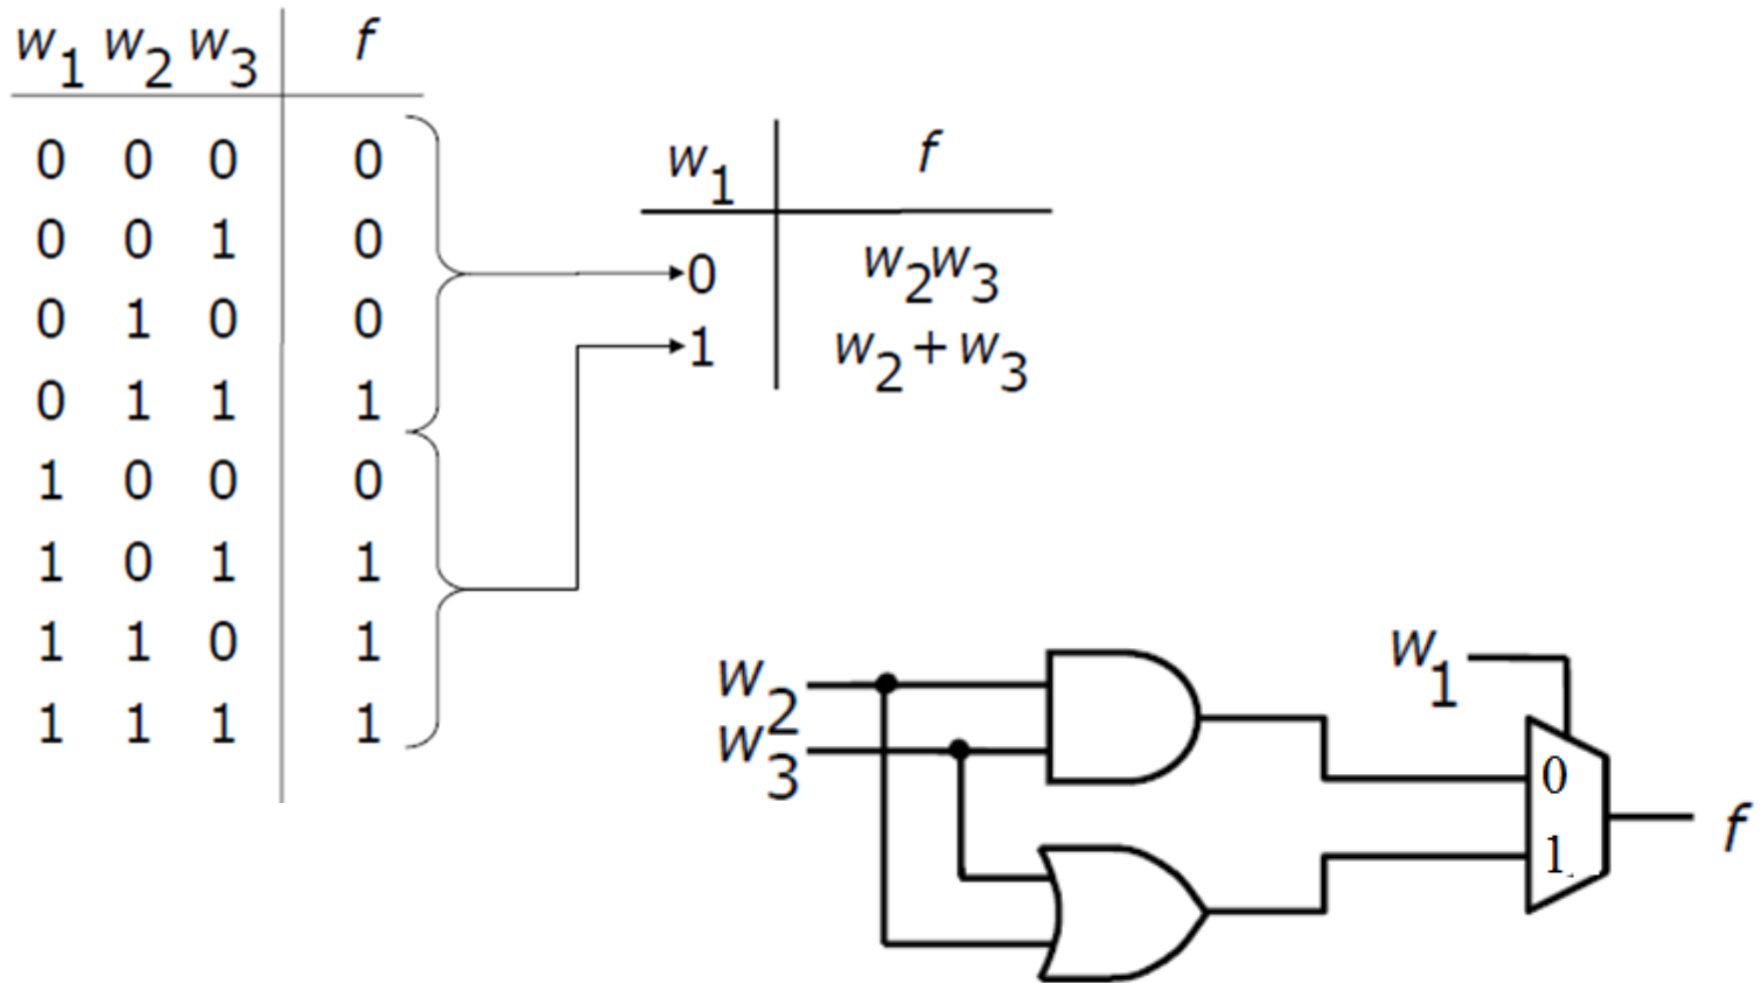 w1 w2 w3 f
0 0 0 0
0 0 1 0
0 1 0 0
0 1 1 1
1 0 0 0
1 0 1 1
1 1 0 1
1 1 1 1
w1 f
0 w2w3
1 w2+w3
w2
w3
w1
0
1
f